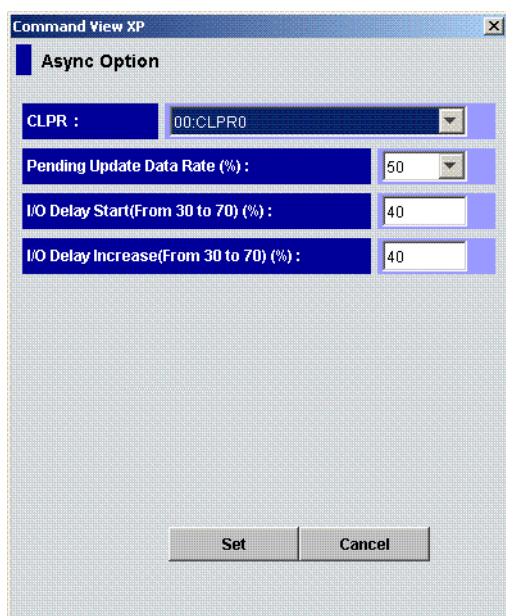 Command View XP
Async Option
CLPR : 00:CLPR0
Pending Update Data Rate (%) : 50
I/O Delay Start(From 30 to 70) (%) : 40
I/O Delay Increase(From 30 to 70) (%) : 40
Set Cancel